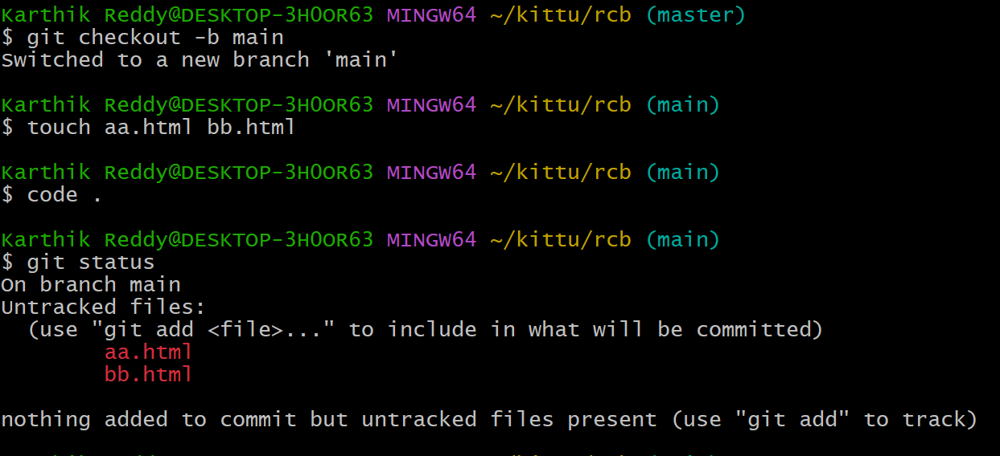 Karthik Reddy@DESKTOP-3HOOR63 MINGW64 ~/kittu/rcb (master)
$ git checkout -b main
Switched to a new branch 'main'
Karthik Reddy@DESKTOP-3HOOR63 MINGW64 ~/kittu/rcb (main)
$ touch aa.html bb.html
Karthik Reddy@DESKTOP-3HOOR63 MINGW64 ~/kittu/rcb (main)
$ code .
Karthik Reddy@DESKTOP-3HOOR63 MINGW64 ~/kittu/rcb (main)
$ git status
On branch main
Untracked files:
  (use "git add <file>..." to include in what will be committed)
        aa.html
        bb.html
nothing added to commit but untracked files present (use "git add" to track)